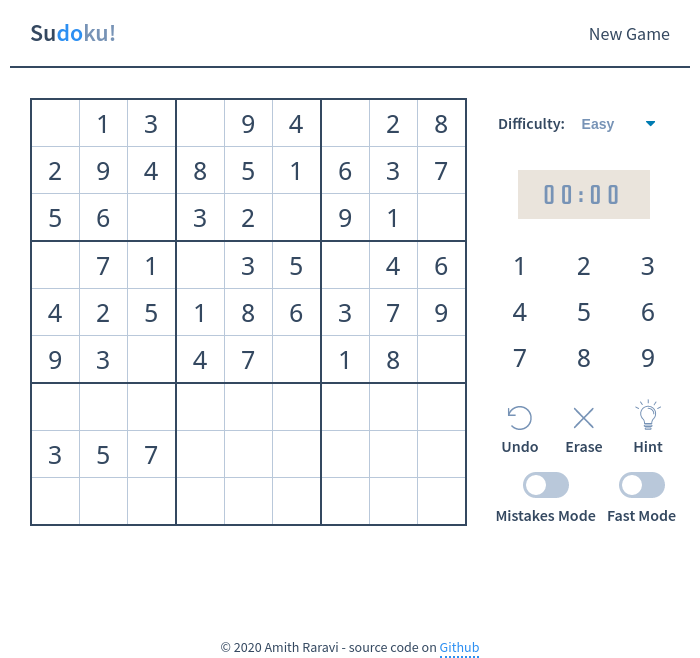 Sudoku!
New Game
1 3 9 4 2 8
2 9 4 8 5 1 6 3 7
5 6 3 2 9 1
7 1 3 5 4 6
4 2 5 1 8 6 3 7 9
9 3 4 7 1 8
3 5 7
Difficulty: Easy
00:00
1 2 3
4 5 6
7 8 9
Undo Erase Hint
Mistakes Mode Fast Mode
© 2020 Amith Raravi - source code on Github